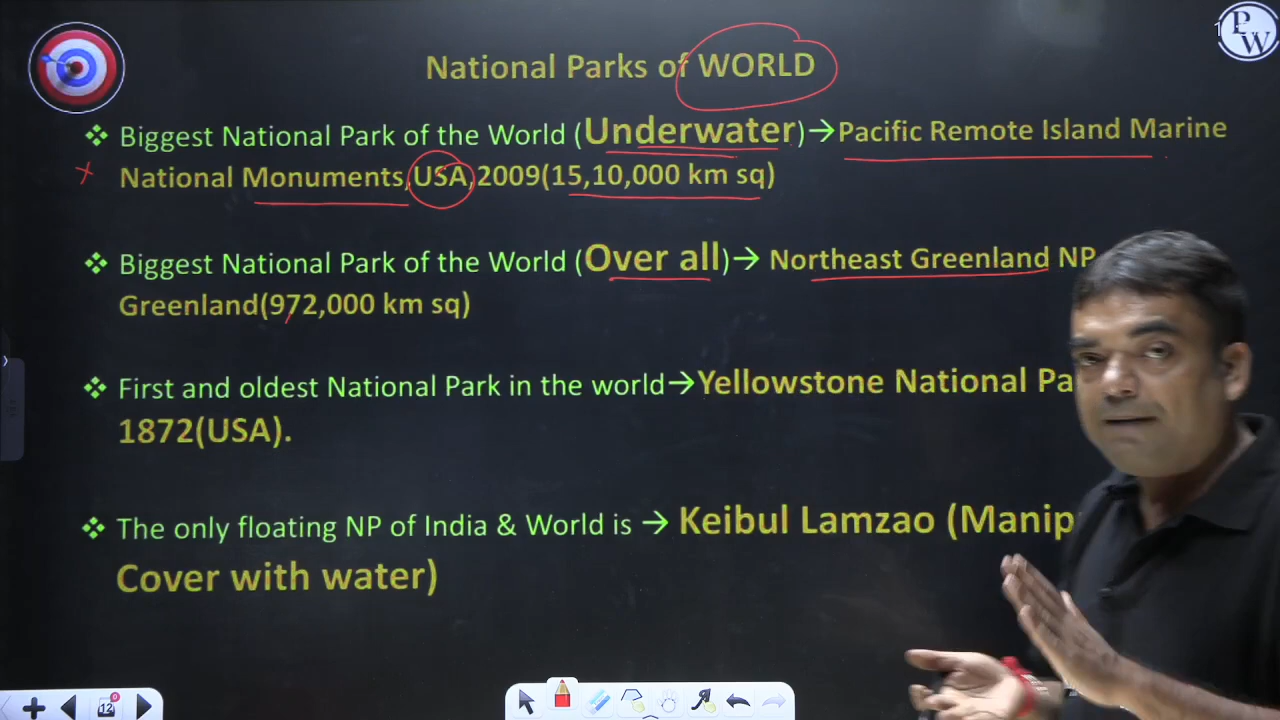 PW
National Parks of WORLD
❖ Biggest National Park of the World (Underwater)→Pacific Remote Island Marine
National Monuments,USA,2009(15,10,000 km sq)
❖ Biggest National Park of the World (Over all)→ Northeast Greenland NP
Greenland(972,000 km sq)
❖ First and oldest National Park in the world→Yellowstone National Pa
1872(USA).
❖ The only floating NP of India & World is → Keibul Lamzao (Manip
Cover with water)
12